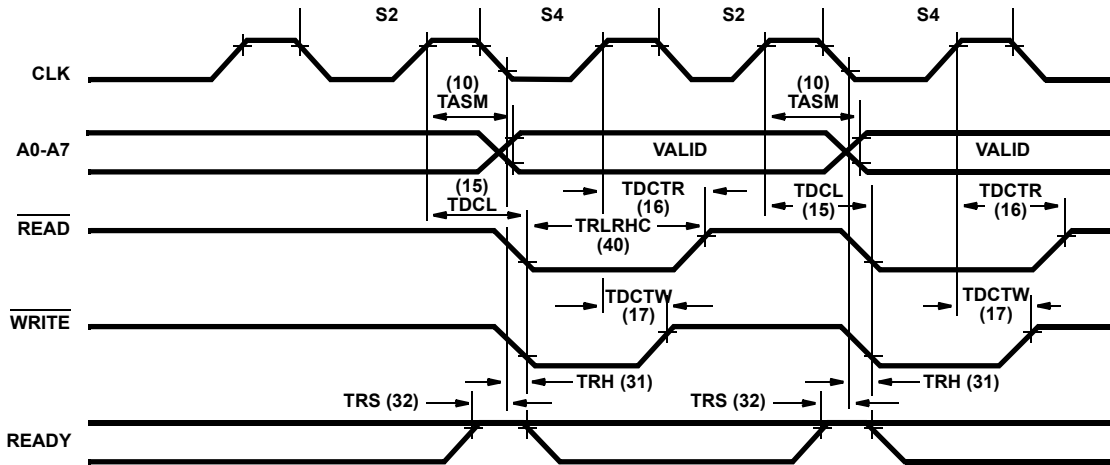 S2 S4 S2 S4
CLK
(10) (10)
TASM TASM
A0-A7 VALID VALID
(15) TDCTR TDCL TDCTR
TDCL (16) (15) (16)
READ TRLRHC
(40)
TDCTW TDCTW
WRITE (17) (17)
TRH (31) TRH (31)
TRS (32) TRS (32)
READY